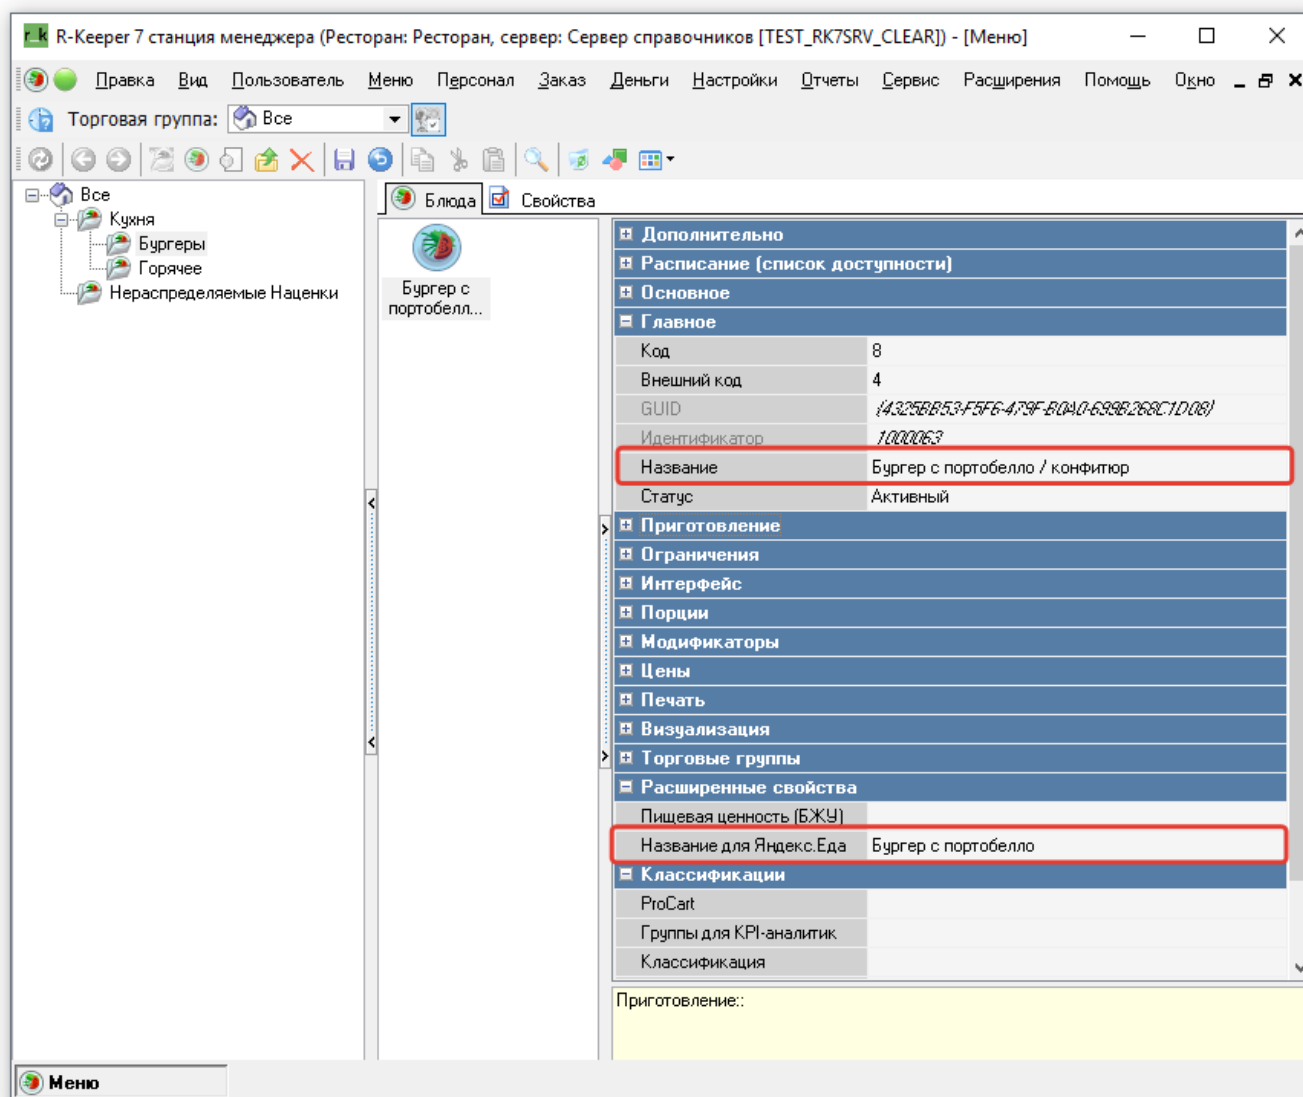 r_k R-Keeper 7 станция менеджера (Ресторан: Ресторан, сервер: Сервер справочников [TEST_RK7SRV_CLEAR]) - [Меню]
Правка Вид Пользователь Меню Персонал Заказ Деньги Настройки Отчеты Сервис Расширения Помощь Окно
Торговая группа: Все
Все
Кухня
Бургеры
Горячее
Нераспределяемые Наценки
Блюда Свойства
Бургер с
портобелл...
Дополнительно
Расписание (список доступности)
Основное
Главное
Код 8
Внешний код 4
GUID {4325BB53-F5F6-479F-B0A0-699B268C1D08}
Идентификатор 1000063
Название Бургер с портобелло / конфитюр
Статус Активный
Приготовление
Ограничения
Интерфейс
Порции
Модификаторы
Цены
Печать
Визуализация
Торговые группы
Расширенные свойства
Пищевая ценность (БЖУ)
Название для Яндекс.Еда Бургер с портобелло
Классификации
ProCart
Группы для KPI-аналитик
Классификация
Приготовление::
Меню